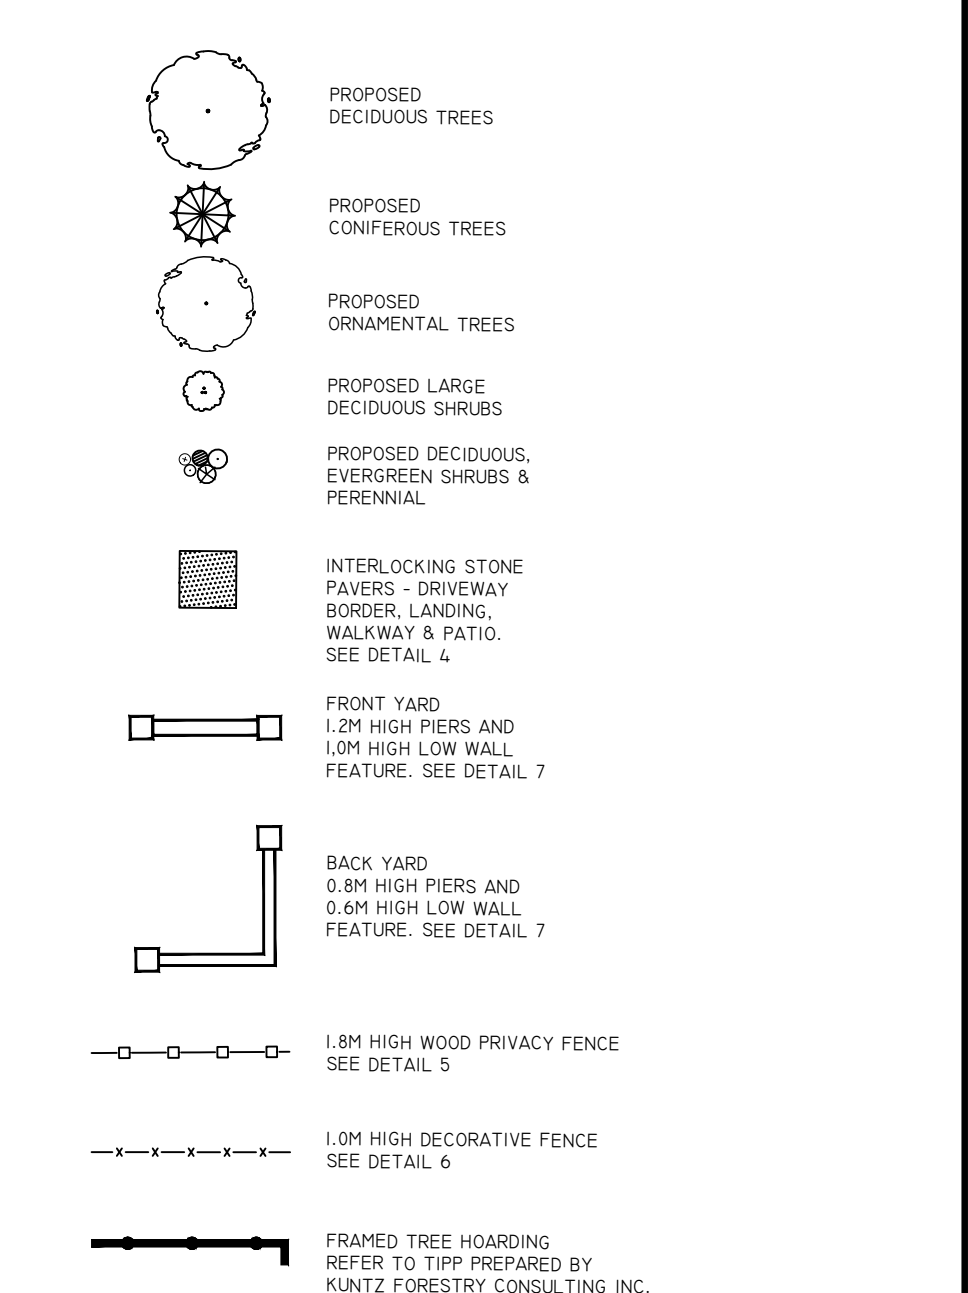 PROPOSED
DECIDUOUS TREES
PROPOSED
CONIFEROUS TREES
PROPOSED
ORNAMENTAL TREES
PROPOSED LARGE
DECIDUOUS SHRUBS
PROPOSED DECIDUOUS,
EVERGREEN SHRUBS &
PERENNIAL
INTERLOCKING STONE
PAVERS - DRIVEWAY
BORDER, LANDING,
WALKWAY & PATIO.
SEE DETAIL 4
FRONT YARD
1.2M HIGH PIERS AND
1,0M HIGH LOW WALL
FEATURE. SEE DETAIL 7
BACK YARD
0.8M HIGH PIERS AND
0.6M HIGH LOW WALL
FEATURE. SEE DETAIL 7
1.8M HIGH WOOD PRIVACY FENCE
SEE DETAIL 5
1.0M HIGH DECORATIVE FENCE
SEE DETAIL 6
FRAMED TREE HOARDING
REFER TO TIPP PREPARED BY
KUNTZ FORESTRY CONSULTING INC.